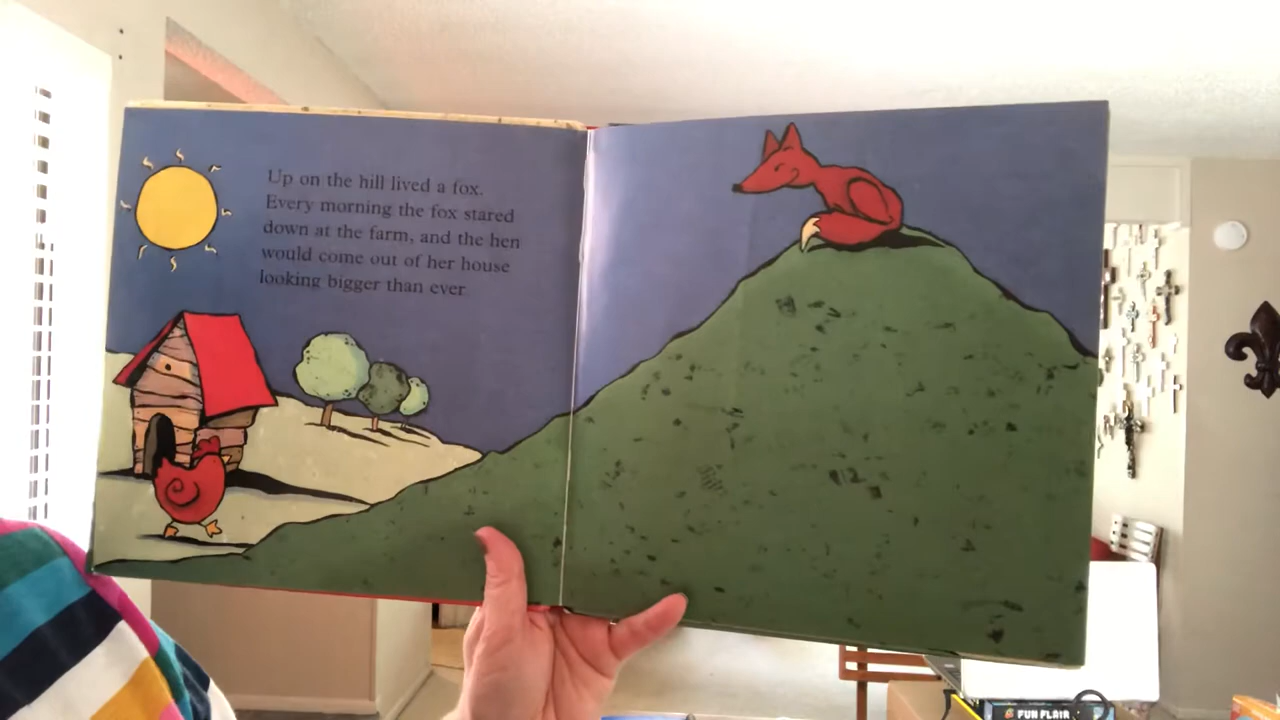 Up on the hill lived a fox.
Every morning the fox stared
down at the farm, and the hen
would come out of her house
looking bigger than ever.
FUN FLAIR